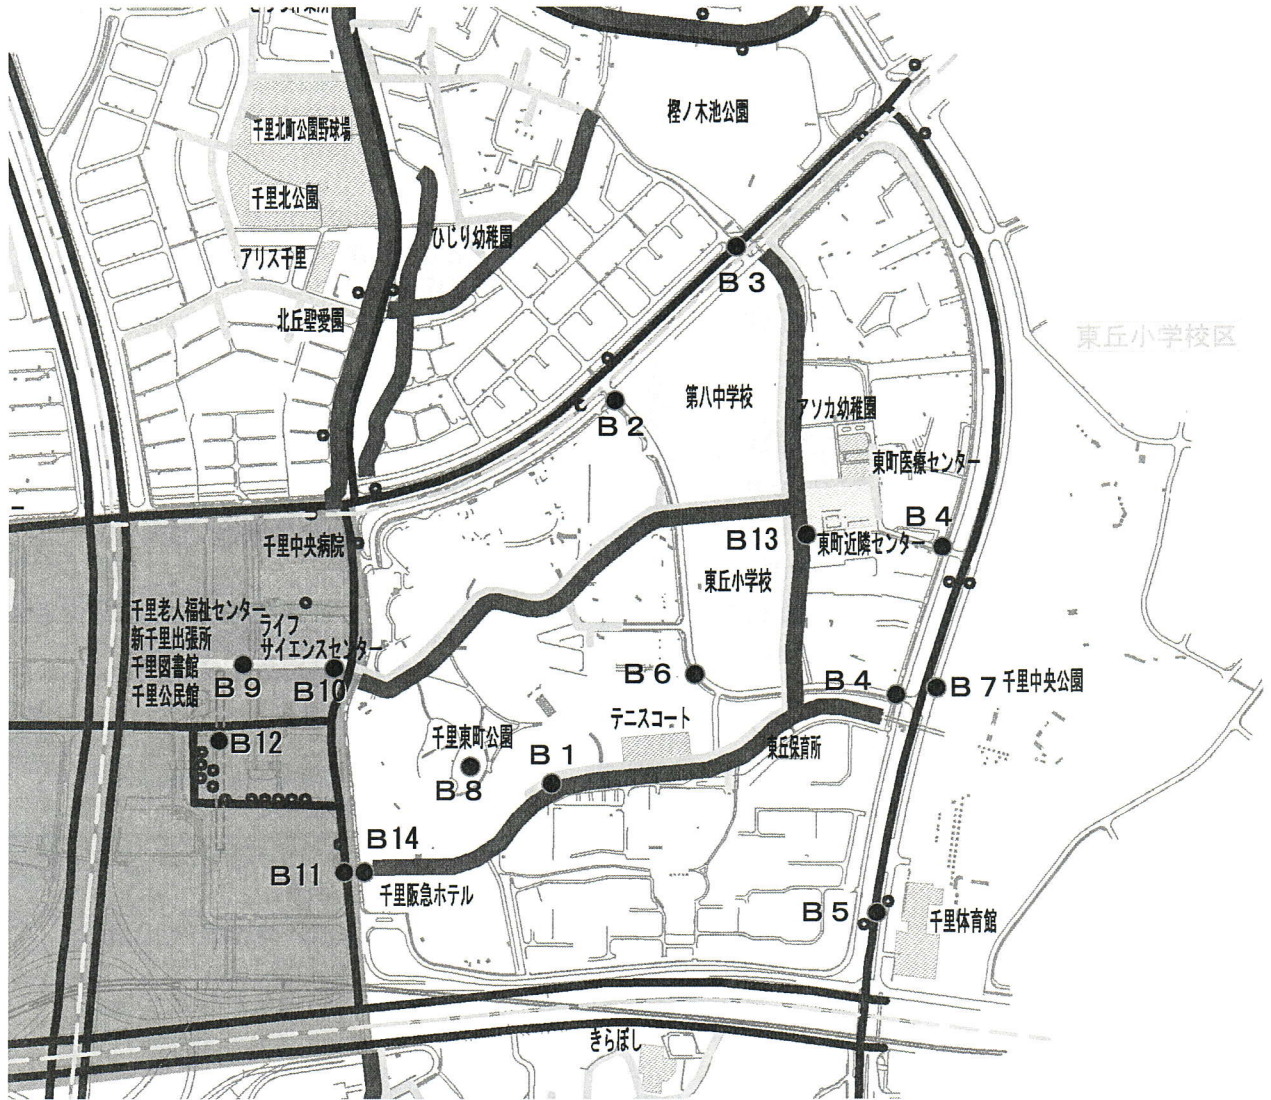 樫ノ木池公園
千里北町公園野球場
千里北公園
ひじり幼稚園
アリス千里
B3
北丘聖愛園
東丘小学校区
第八中学校
アソカ幼稚園
B2
東町医療センター
B4
千里中央病院
B13
東町近隣センター
東丘小学校
千里老人福祉センター
ライフ
サイエンスセンター
新千里出張所
千里図書館
千里公民館
B9
B10
B6
B4
B7
千里中央公園
テニスコート
B12
千里東町公園
B1
東丘保育所
B8
B14
B11
千里阪急ホテル
B5
千里体育館
きらぼし